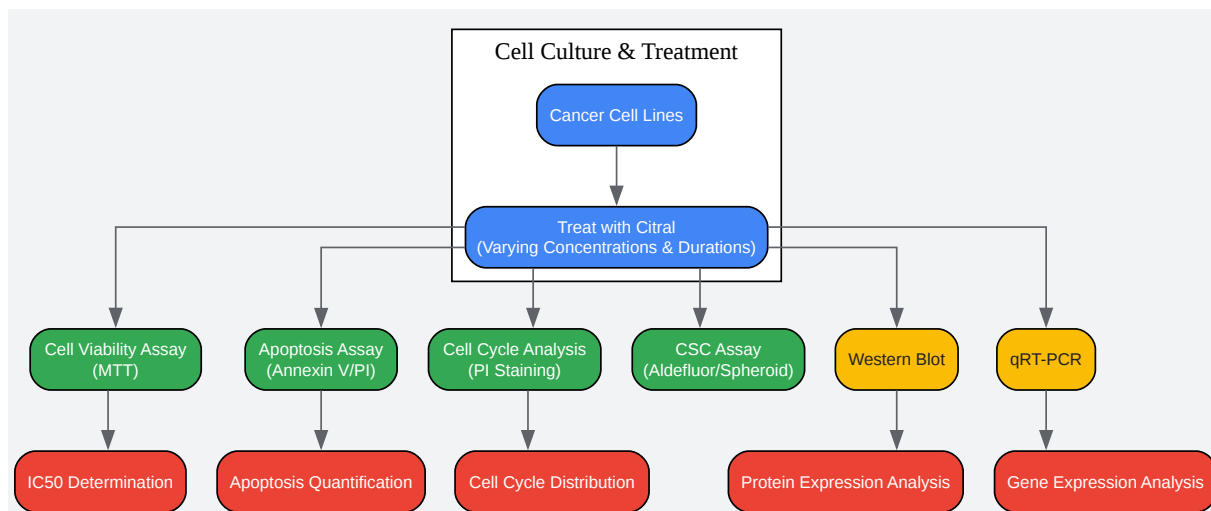 Cell Culture & Treatment
Cancer Cell Lines
Treat with Citral
(Varying Concentrations & Durations)
Cell Viability Assay
(MTT)
Apoptosis Assay
(Annexin V/PI)
Cell Cycle Analysis
(PI Staining)
CSC Assay
(Aldefluor/Spheroid)
Western Blot
qRT-PCR
IC50 Determination
Apoptosis Quantification
Cell Cycle Distribution
Protein Expression Analysis
Gene Expression Analysis